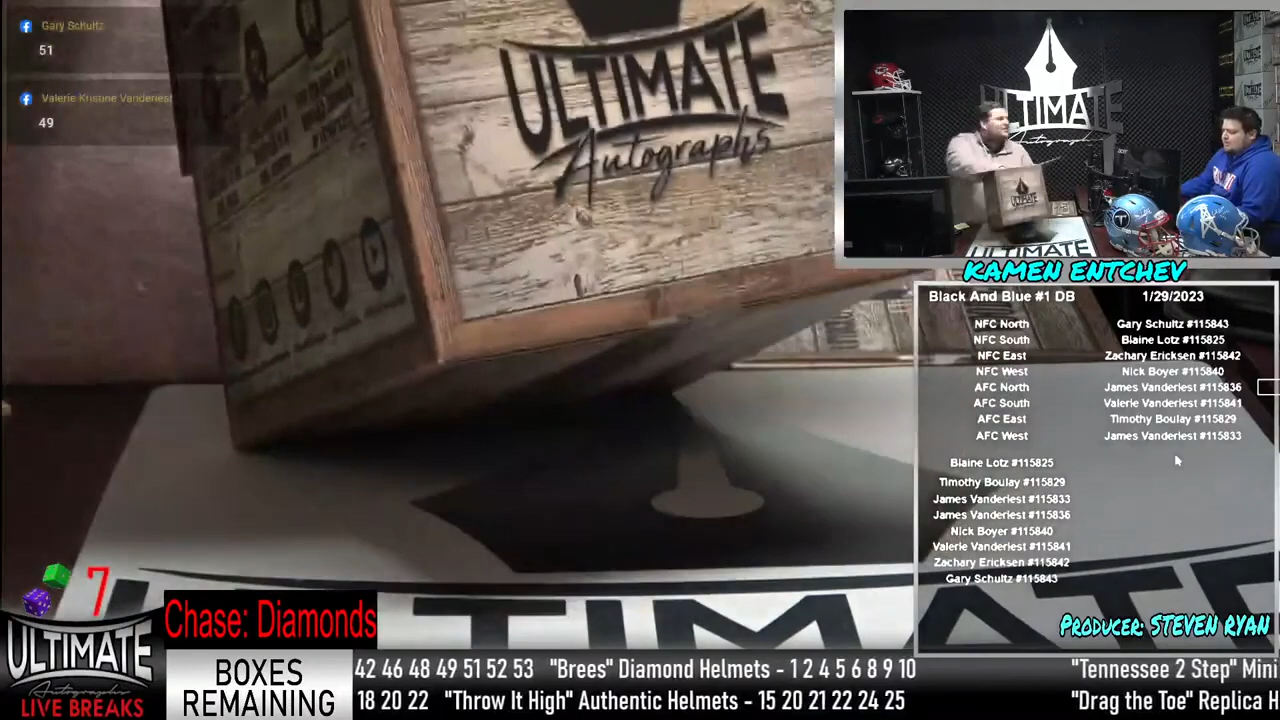 Gary Schultz
51
Valerie Kristine Vanderiest
49
ULTIMATE
Autographs
TIMATE
Autographs
ULTIMATE
KAMEN ENTCHEV
Black And Blue #1 DB 1/29/2023
NFC North Gary Schultz #115843
NFC South Blaine Lotz #115825
NFC East Zachary Ericksen #115842
NFC West Nick Boyer #115840
AFC North James Vanderiest #115836
AFC South Valerie Vanderiest #115841
AFC East Timothy Boulay #115829
AFC West James Vanderiest #115833
Blaine Lotz #115825
Timothy Boulay #115829
James Vanderiest #115833
James Vanderiest #115836
Nick Boyer #115840
Valerie Vanderiest #115841
Zachary Ericksen #115842
Gary Schultz #115843
PRODUCER: STEVEN RYAN
7
ULTIMATE
Autographs
LIVE BREAKS
Chase: Diamonds
BOXES
REMAINING
42 46 48 49 51 52 53 "Brees" Diamond Helmets - 1 2 4 5 6 8 9 10 "Tennessee 2 Step" Mini
18 20 22 "Throw It High" Authentic Helmets - 15 20 21 22 24 25 "Drag the Toe" Replica H
ULTIMATE